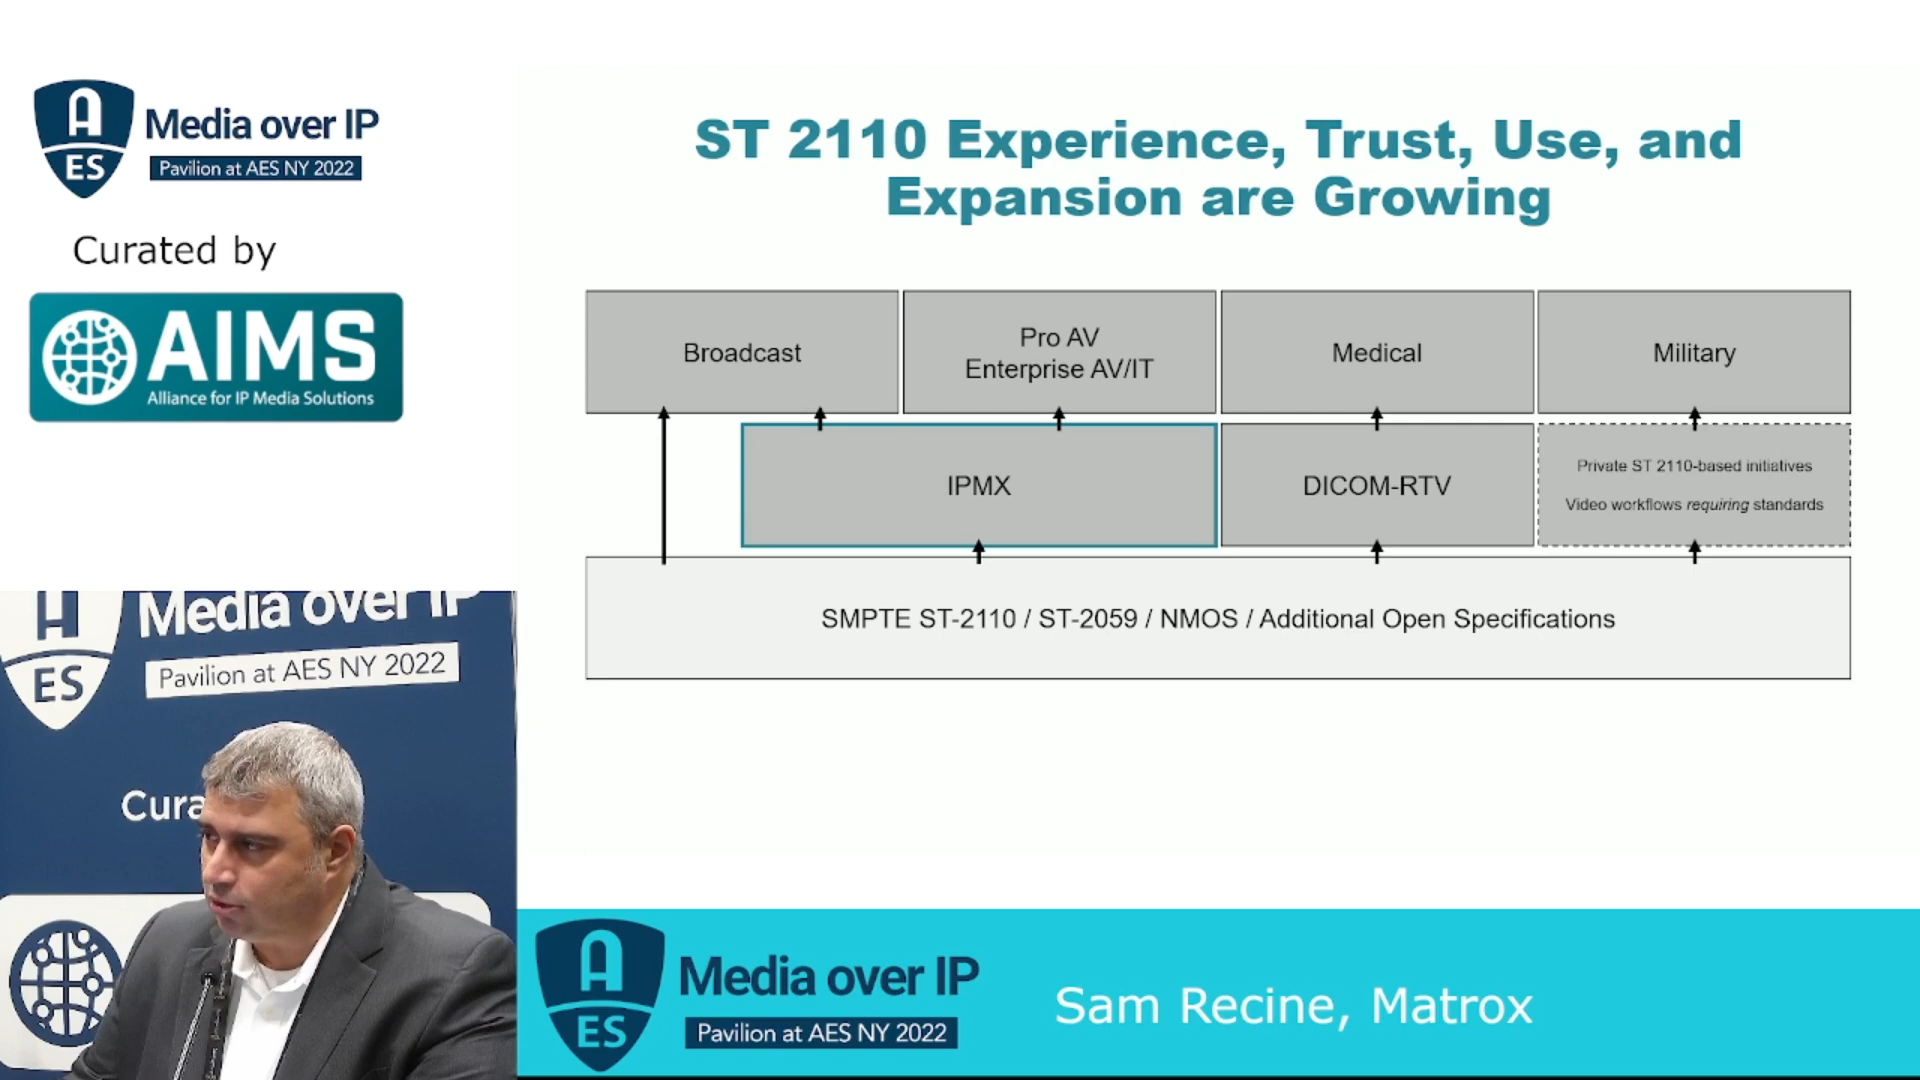 A
ES
Media over IP
Pavilion at AES NY 2022
Curated by
AIMS
Alliance for IP Media Solutions
ST 2110 Experience, Trust, Use, and
Expansion are Growing
Broadcast
Pro AV
Enterprise AV/IT
Medical
Military
IPMX
DICOM-RTV
Private ST 2110-based initiatives
Video workflows requiring standards
SMPTE ST-2110 / ST-2059 / NMOS / Additional Open Specifications
A
ES
Media over IP
Pavilion at AES NY 2022
Cura
A
ES
Media over IP
Pavilion at AES NY 2022
Sam Recine, Matrox